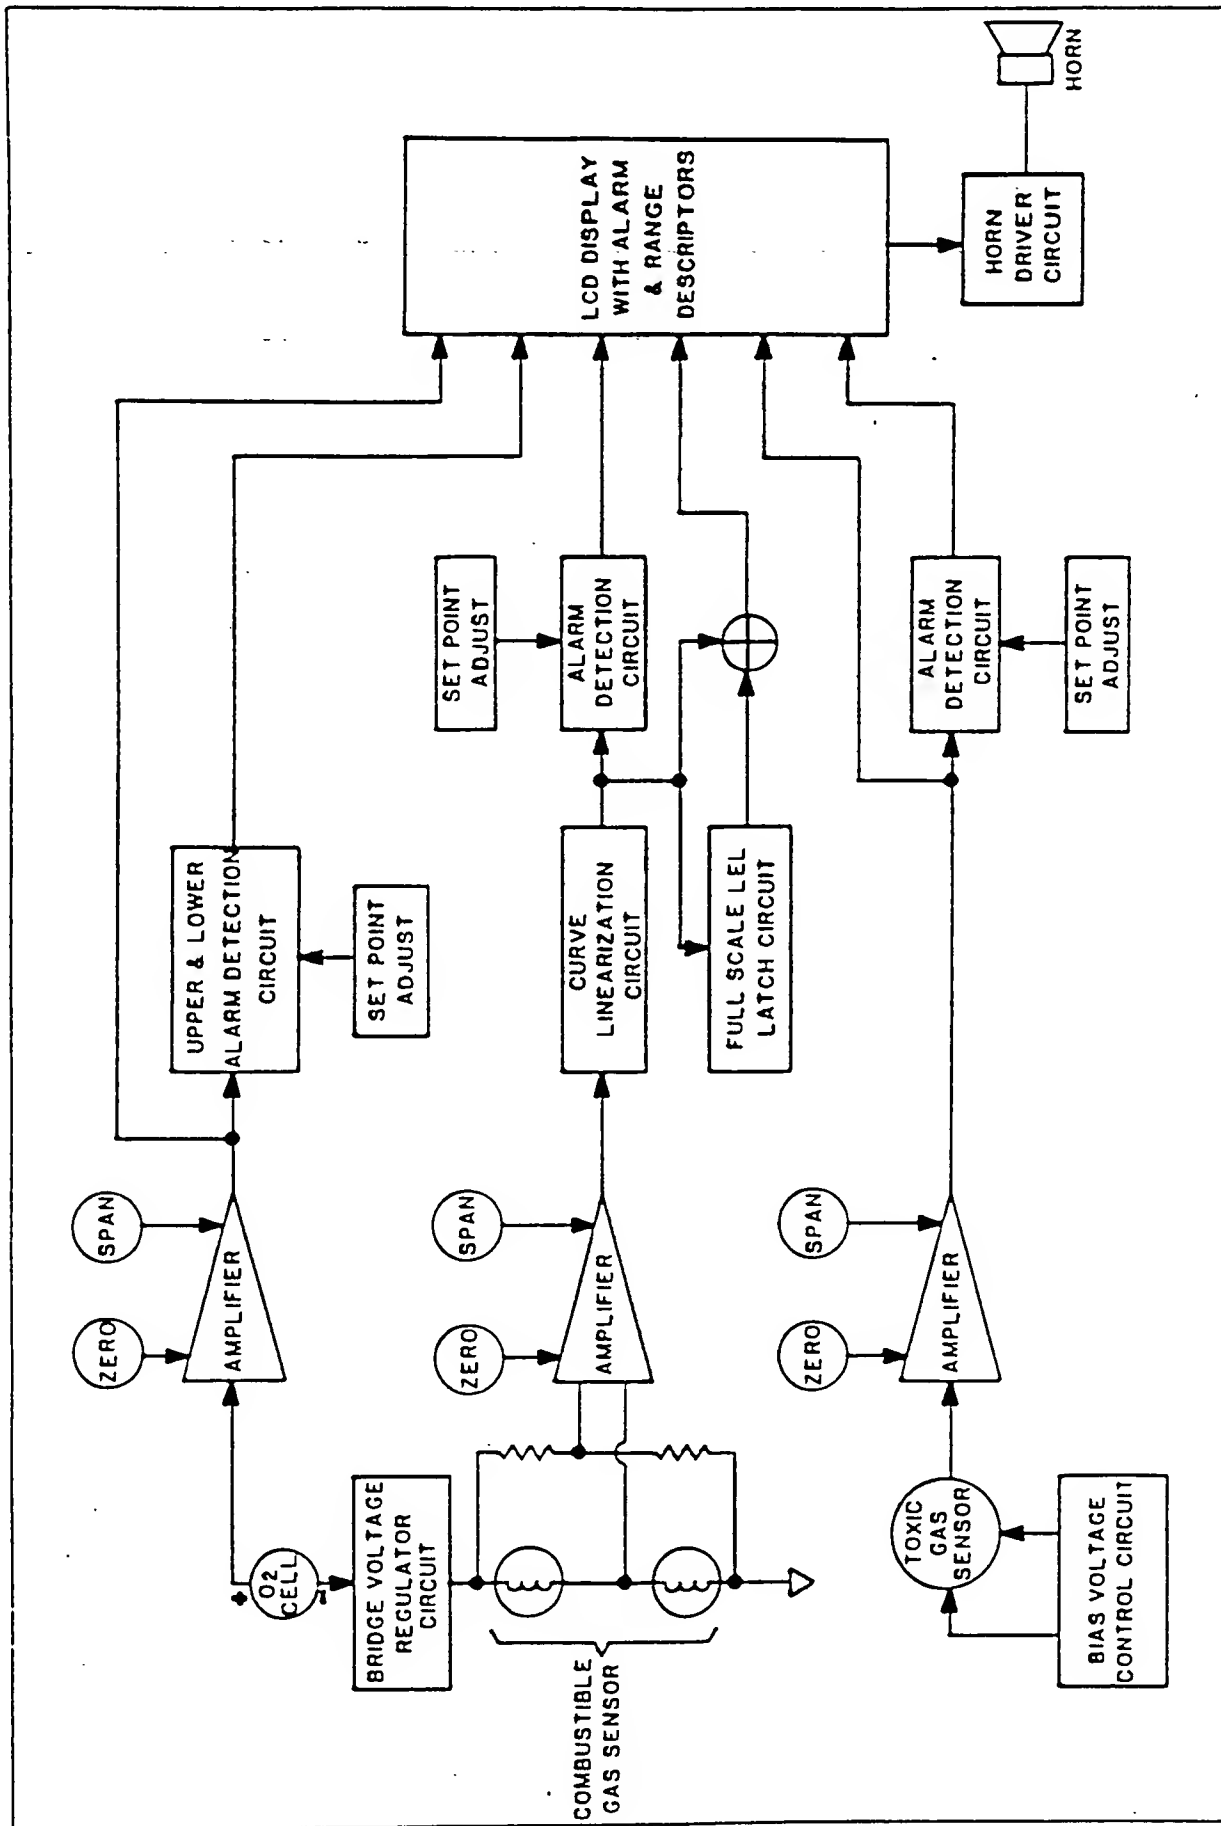 O2
CELL
+
-
ZERO
SPAN
AMPLIFIER
UPPER & LOWER
ALARM DETECTION
CIRCUIT
SET POINT
ADJUST
BRIDGE VOLTAGE
REGULATOR
CIRCUIT
COMBUSTIBLE
GAS SENSOR
ZERO
SPAN
AMPLIFIER
CURVE
LINEARIZATION
CIRCUIT
SET POINT
ADJUST
ALARM
DETECTION
CIRCUIT
FULL SCALE LEL
LATCH CIRCUIT
LCD DISPLAY
WITH ALARM
& RANGE
DESCRIPTORS
TOXIC
GAS
SENSOR
BIAS VOLTAGE
CONTROL CIRCUIT
ZERO
SPAN
AMPLIFIER
ALARM
DETECTION
CIRCUIT
SET POINT
ADJUST
HORN
DRIVER
CIRCUIT
HORN